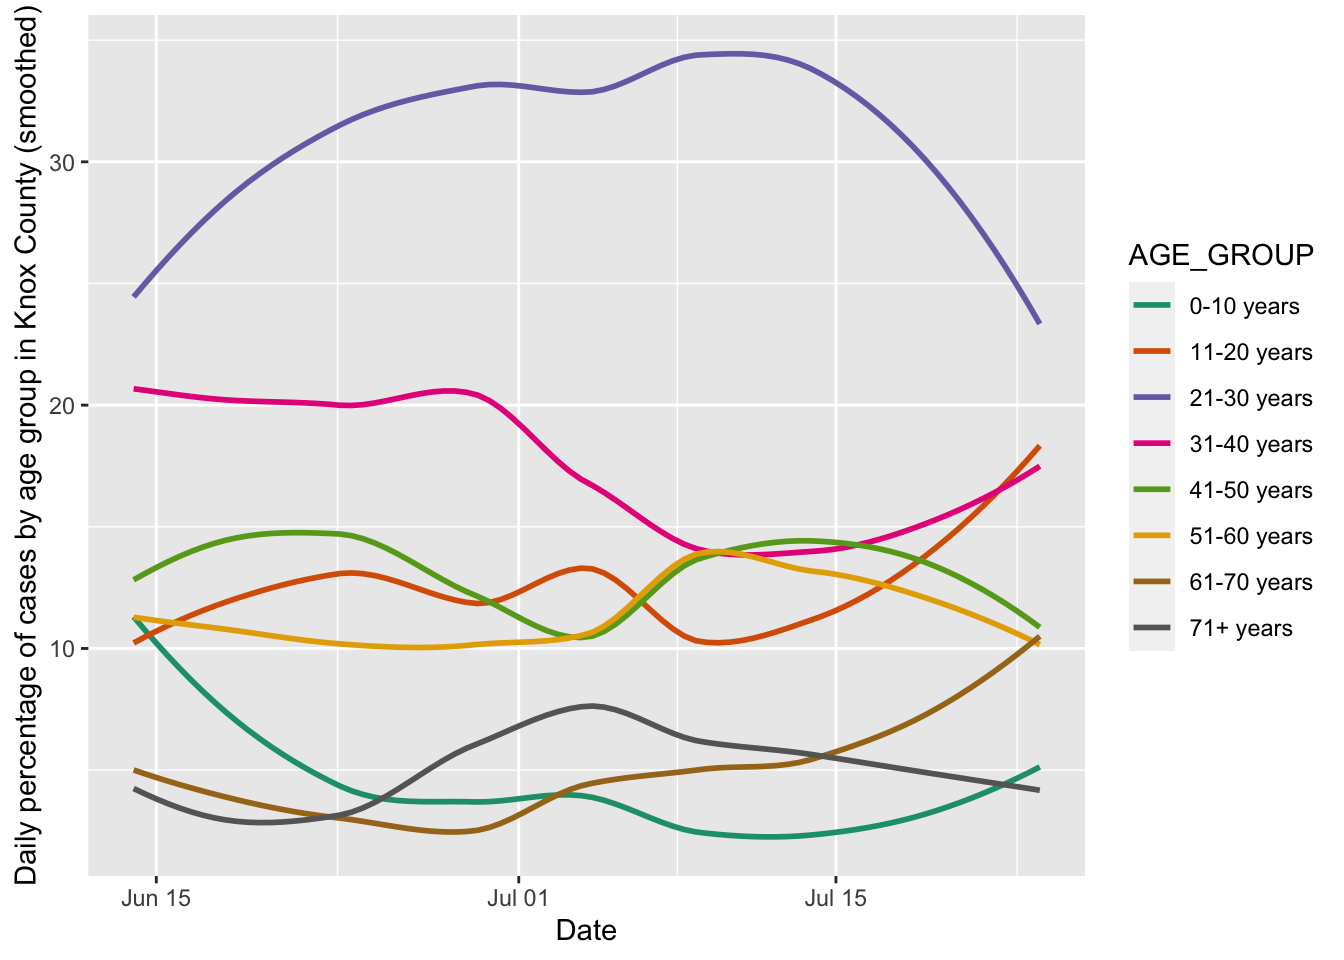 Daily percentage of cases by age group in Knox County (smoothed)
30
20
10
Jun 15
Jul 01
Jul 15
Date
AGE_GROUP
0-10 years
11-20 years
21-30 years
31-40 years
41-50 years
51-60 years
61-70 years
71+ years